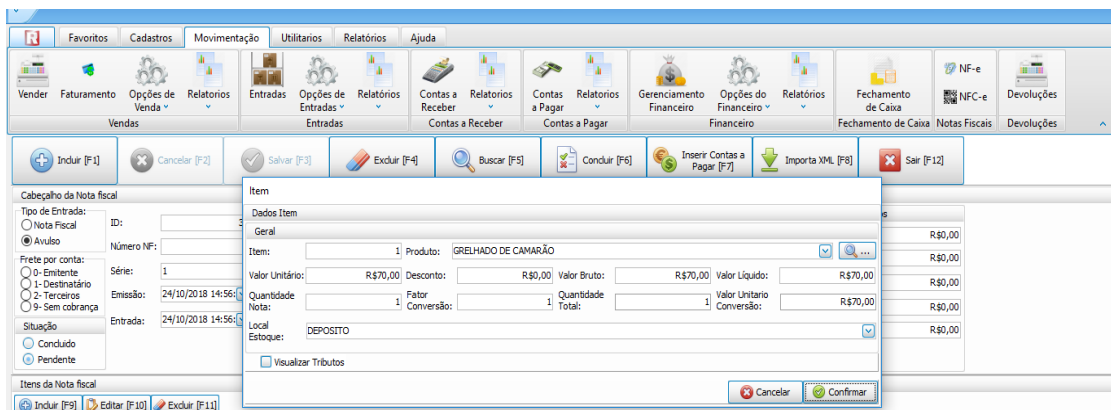 Favoritos Cadastros Movimentação Utilitarios Relatórios Ajuda
Vender Faturamento Opções de Venda Relatorios Entradas Opções de Entradas Relatórios Contas a Receber Relatorios Contas a Pagar Relatorios Gerenciamento Financeiro Opções do Financeiro Relatórios Fechamento de Caixa NF-e NFC-e Devoluções
Vendas Entradas Contas a Receber Contas a Pagar Financeiro Fechamento de Caixa Notas Fiscais Devoluções
Incluir [F1] Cancelar [F2] Salvar [F3] Excluir [F4] Buscar [F5] Concluir [F6] Inserir Contas a Pagar [F7] Importa XML [F8] Sair [F12]
Cabeçalho da Nota fiscal
Tipo de Entrada:
Nota Fiscal
Avulso
Frete por conta:
0- Emitente
1- Destinatário
2- Terceiros
9- Sem cobrança
Situação
Concluido
Pendente
ID: 3
Número NF:
Série: 1
Emissão: 24/10/2018 14:56:
Entrada: 24/10/2018 14:56:
Item
Dados Item
Geral
Item: 1 Produto: GRELHADO DE CAMARÃO ...
Valor Unitário: R$70,00 Desconto: R$0,00 Valor Bruto: R$70,00 Valor Líquido: R$70,00
Quantidade Nota: 1 Fator Conversão: 1 Quantidade Total: 1 Valor Unitario Conversão: R$70,00
Local Estoque: DEPOSITO
Visualizar Tributos
Cancelar Confirmar
R$0,00
R$0,00
R$0,00
R$0,00
R$0,00
Itens da Nota fiscal
Incluir [F9] Editar [F10] Excluir [F11]